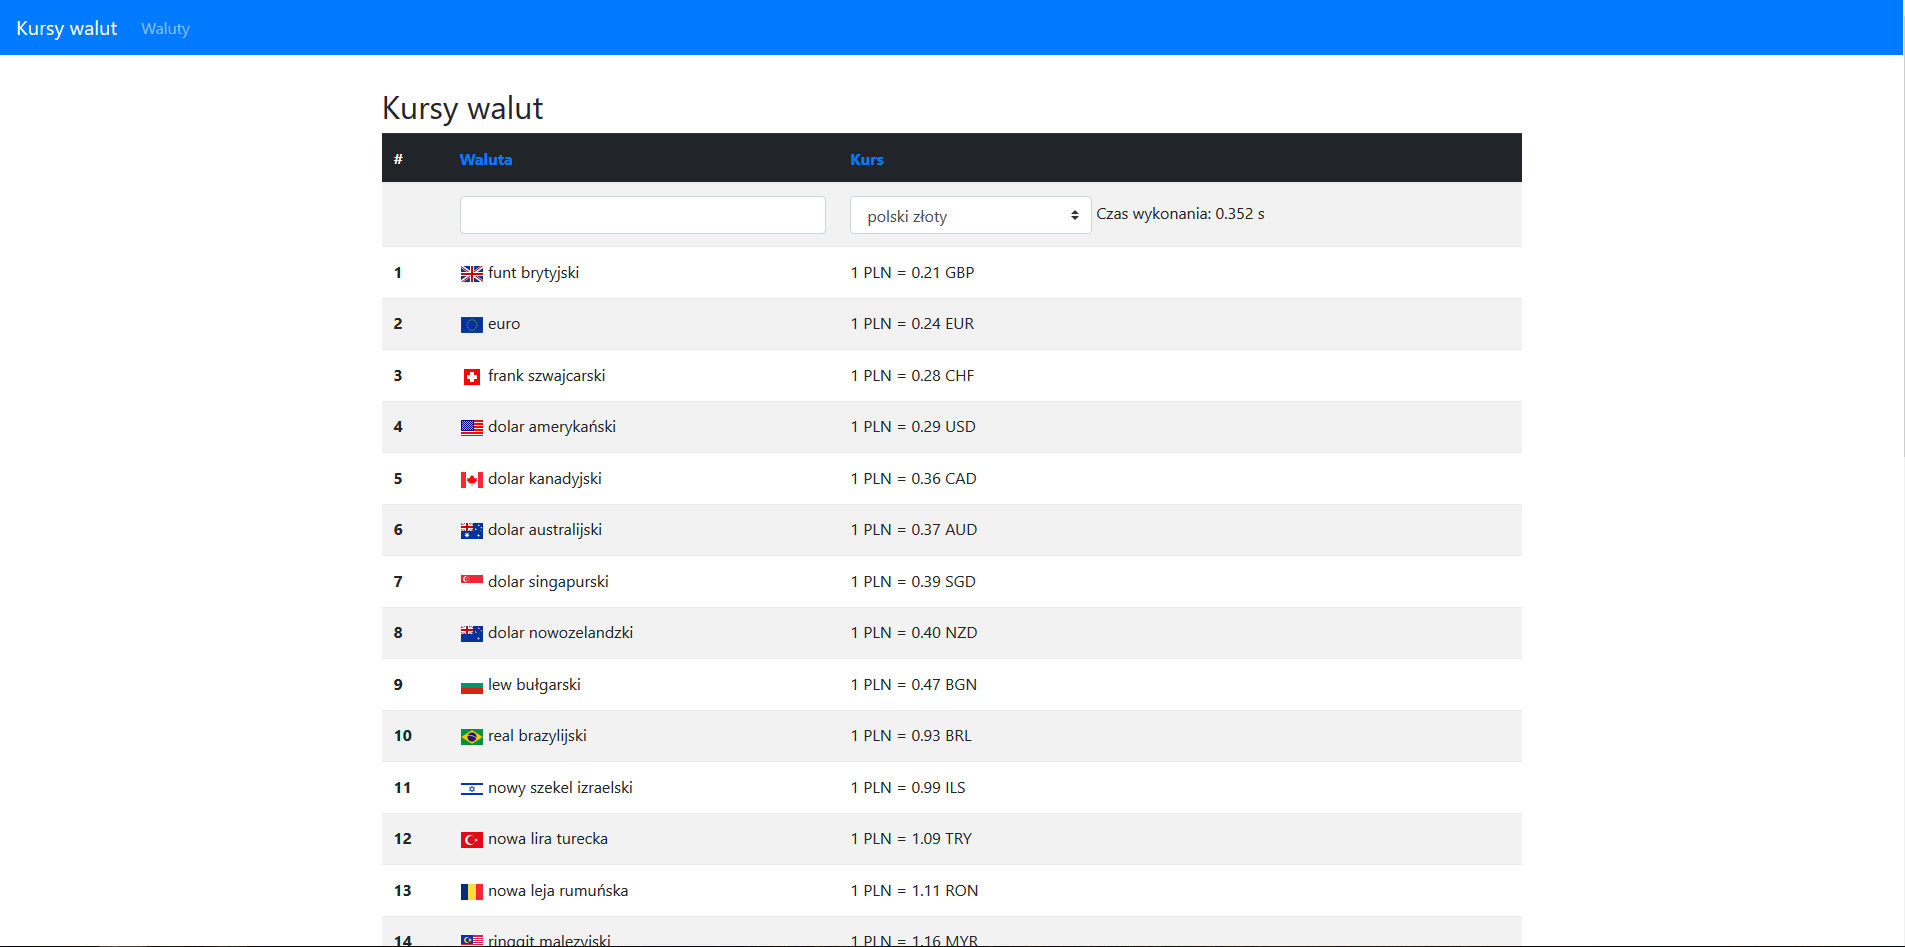 Kursy walut Waluty
Kursy walut
# Waluta Kurs
polski złoty Czas wykonania: 0.352 s
1 funt brytyjski 1 PLN = 0.21 GBP
2 euro 1 PLN = 0.24 EUR
3 frank szwajcarski 1 PLN = 0.28 CHF
4 dolar amerykański 1 PLN = 0.29 USD
5 dolar kanadyjski 1 PLN = 0.36 CAD
6 dolar australijski 1 PLN = 0.37 AUD
7 dolar singapurski 1 PLN = 0.39 SGD
8 dolar nowozelandzki 1 PLN = 0.40 NZD
9 lew bułgarski 1 PLN = 0.47 BGN
10 real brazylijski 1 PLN = 0.93 BRL
11 nowy szekel izraelski 1 PLN = 0.99 ILS
12 nowa lira turecka 1 PLN = 1.09 TRY
13 nowa leja rumuńska 1 PLN = 1.11 RON
14 ringgit malezyjski 1 PLN = 1.16 MYR